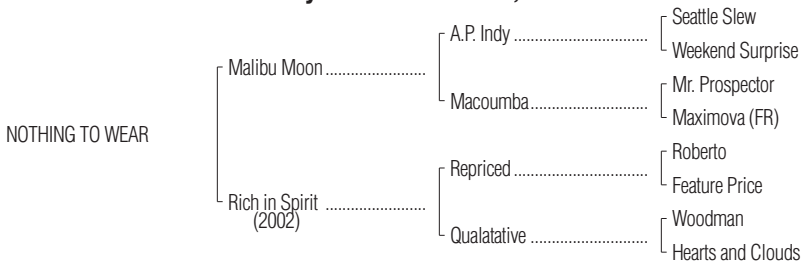 Seattle Slew
A.P. Indy
Weekend Surprise
Malibu Moon
Mr. Prospector
Macoumba
Maximova (FR)
NOTHING TO WEAR
Roberto
Repriced
Feature Price
Rich in Spirit
(2002)
Woodman
Qualatative
Hearts and Clouds